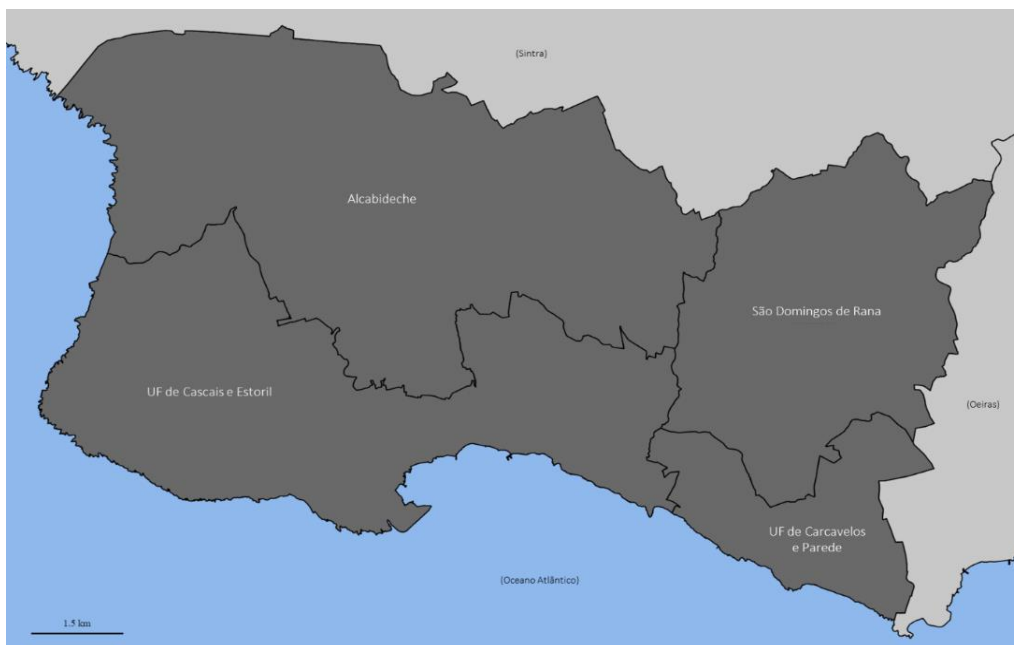 (Sintra)
Alcabideche
São Domingos de Rana
UF de Cascais e Estoril
(Oeiras)
UF de Carcavelos
e Parede
(Oceano Atlântico)
1.5 km